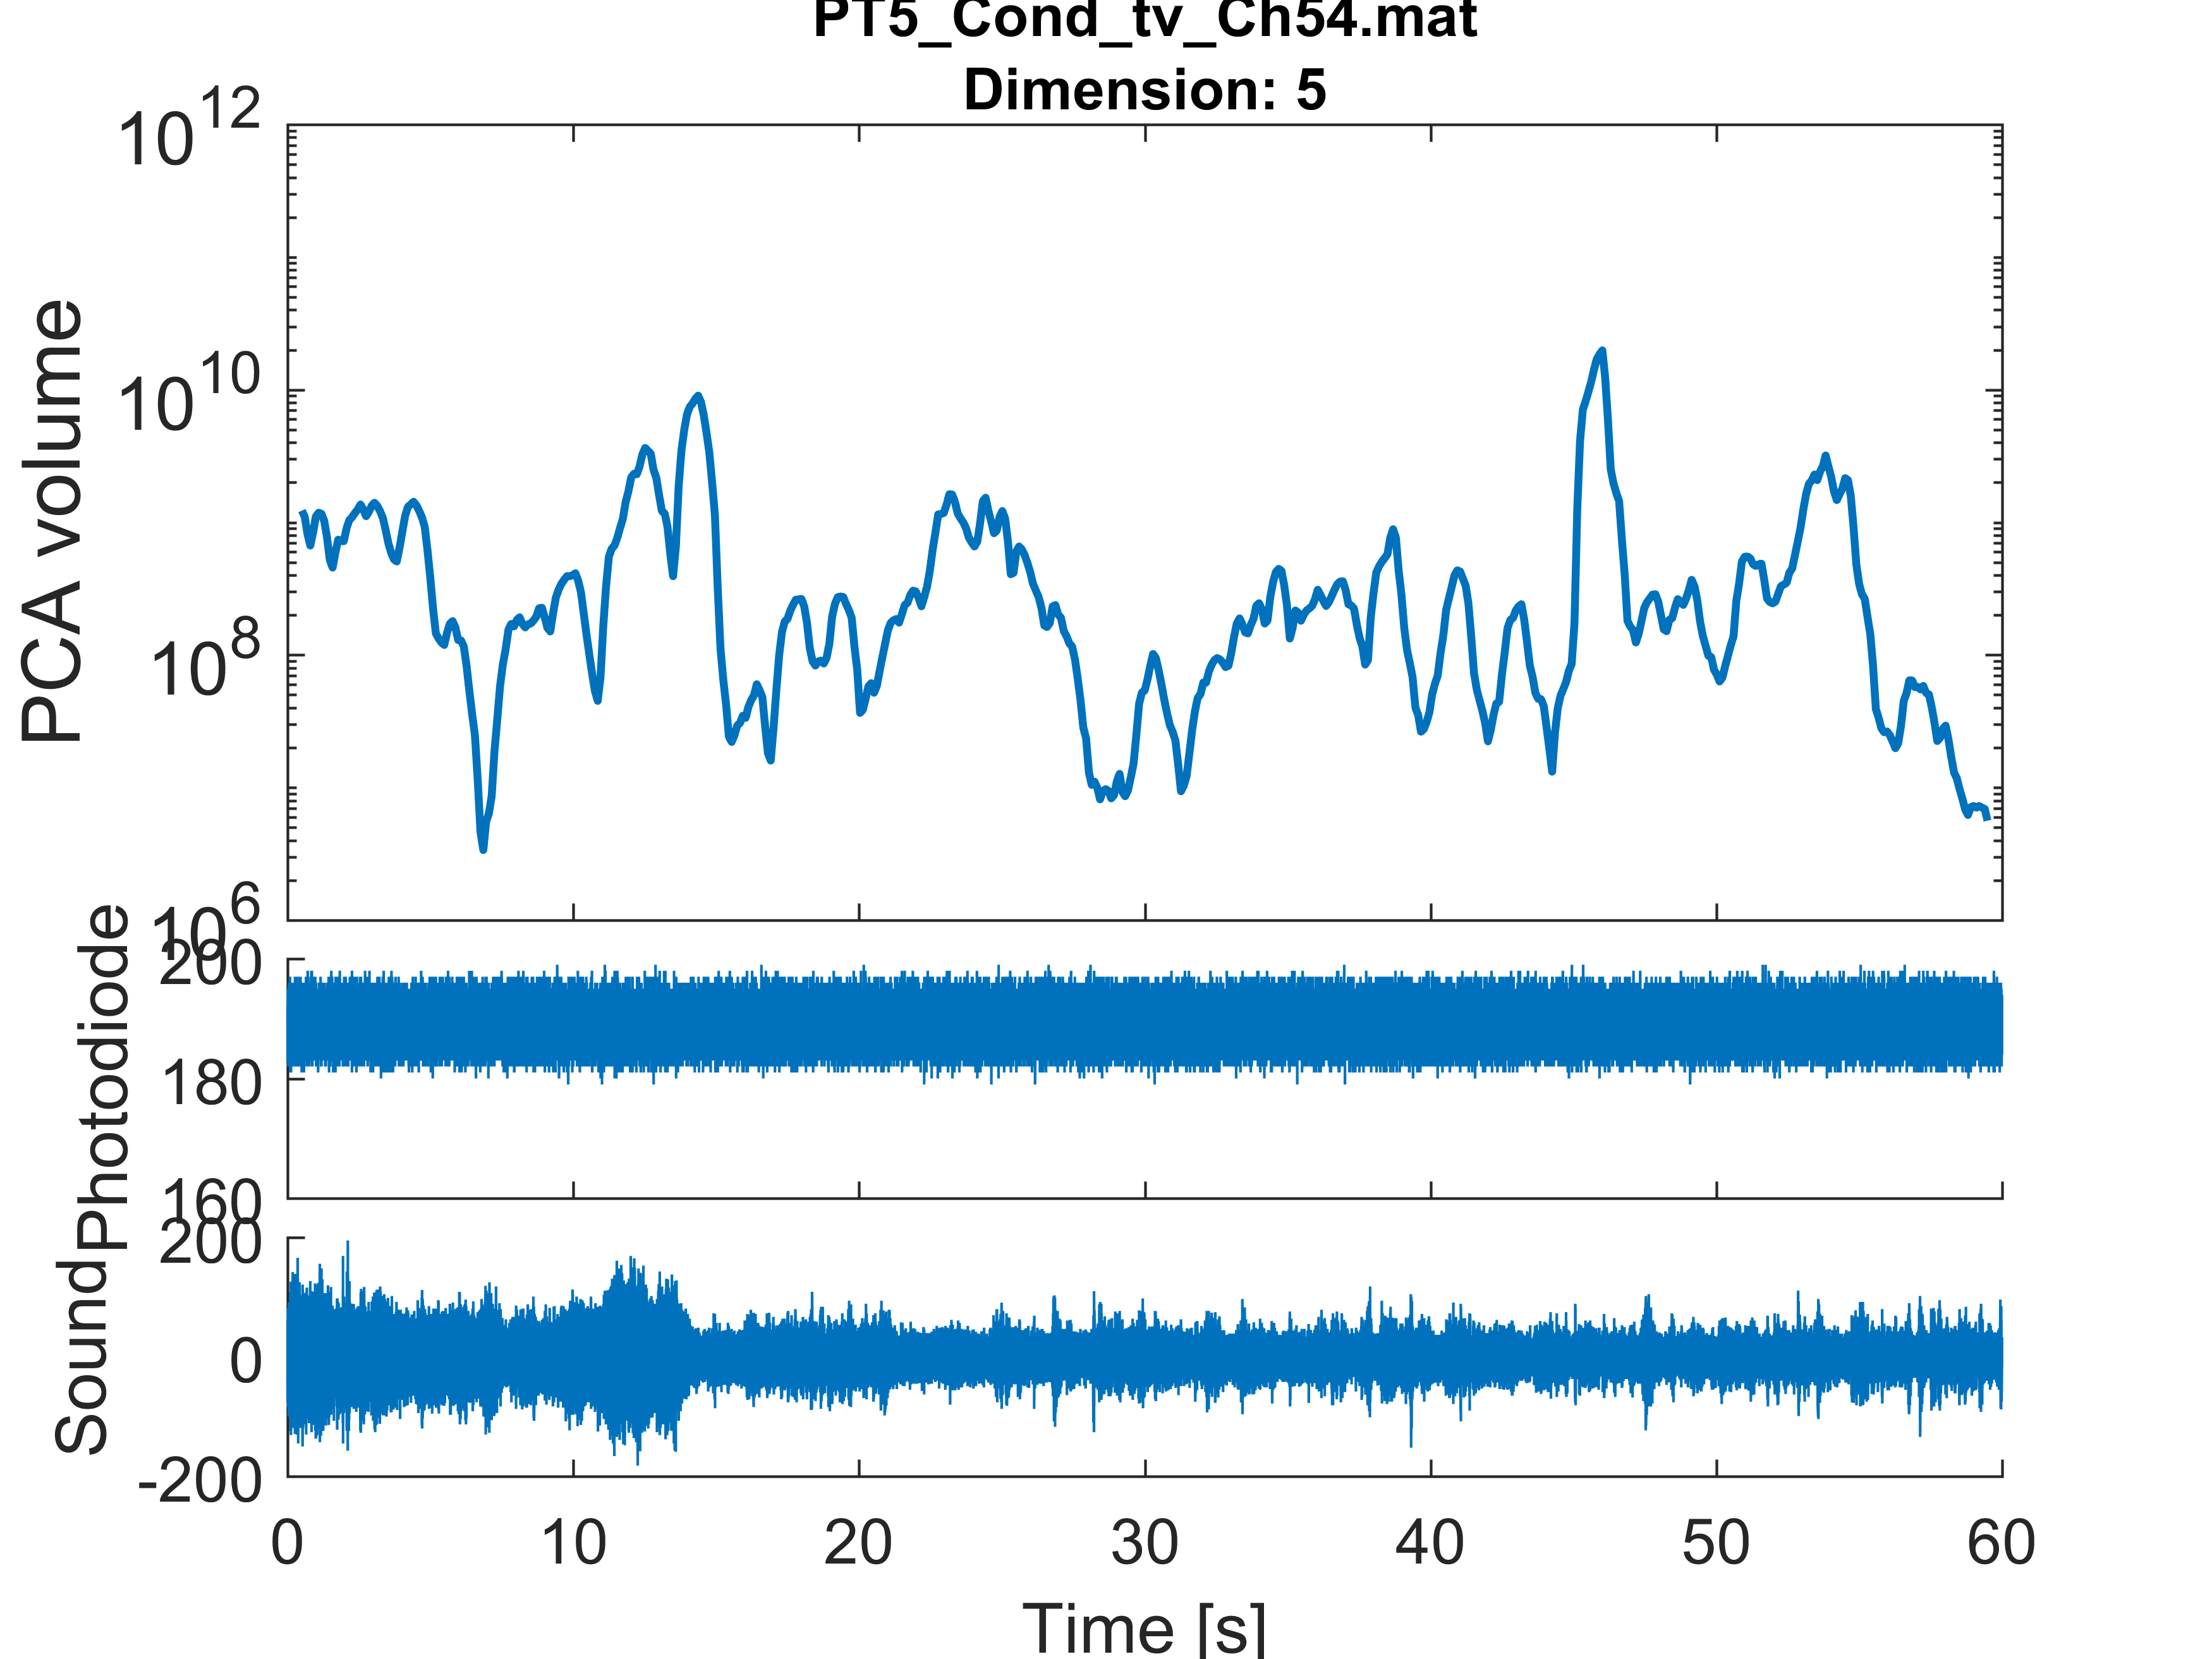 PT5_Cond_tv_Ch54.mat
Dimension: 5
10^12
10^10
10^8
10^6
PCA volume
200
180
160
Photodiode
200
0
-200
Sound
0 10 20 30 40 50 60
Time [s]